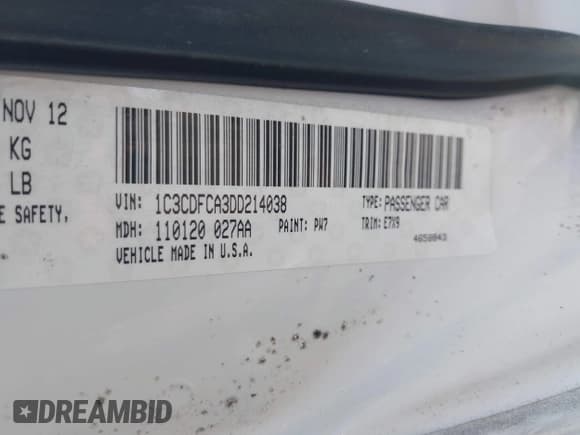 NOV 12
KG
LB
E SAFETY,
VIN: 1C3CDFCA3DD214038 TYPE: PASSENGER CAR
MDH: 110120 027AA PAINT: PW7 TRIM: E7X9
VEHICLE MADE IN U.S.A.
DREAMBID